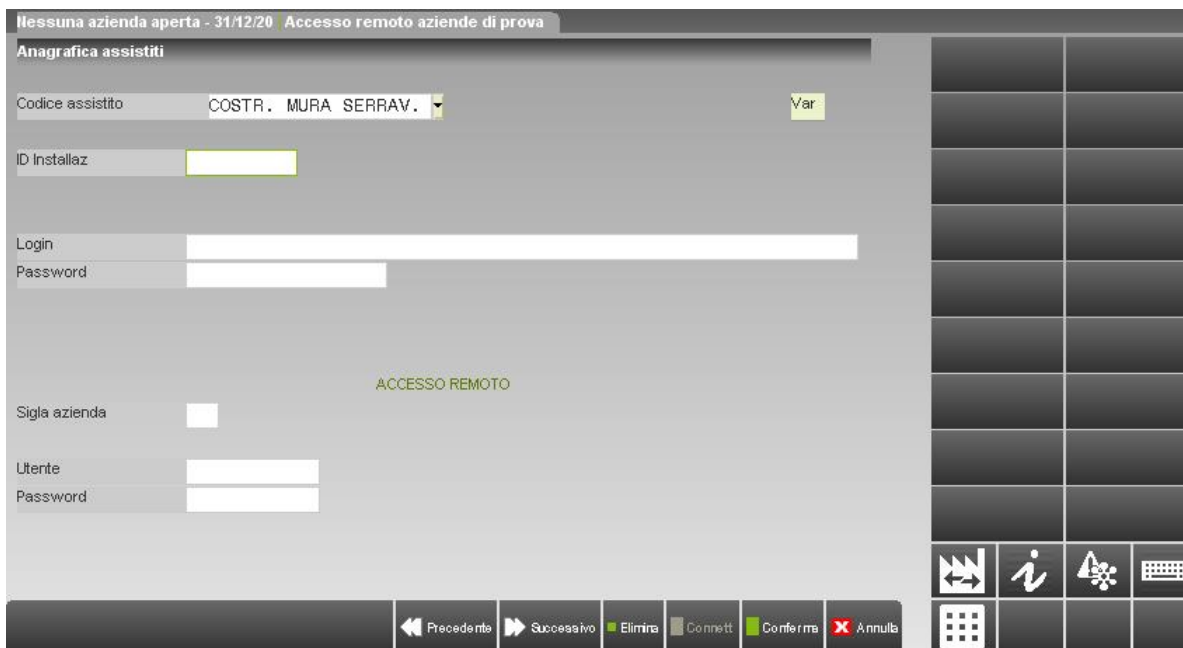 Nessuna azienda aperta - 31/12/20 Accesso remoto aziende di prova
Anagrafica assistiti
Codice assistito COSTR. MURA SERRAV. Var
ID Installaz
Login
Password
ACCESSO REMOTO
Sigla azienda
Utente
Password
Precedente Successivo Elimina Connett Conferma Annulla